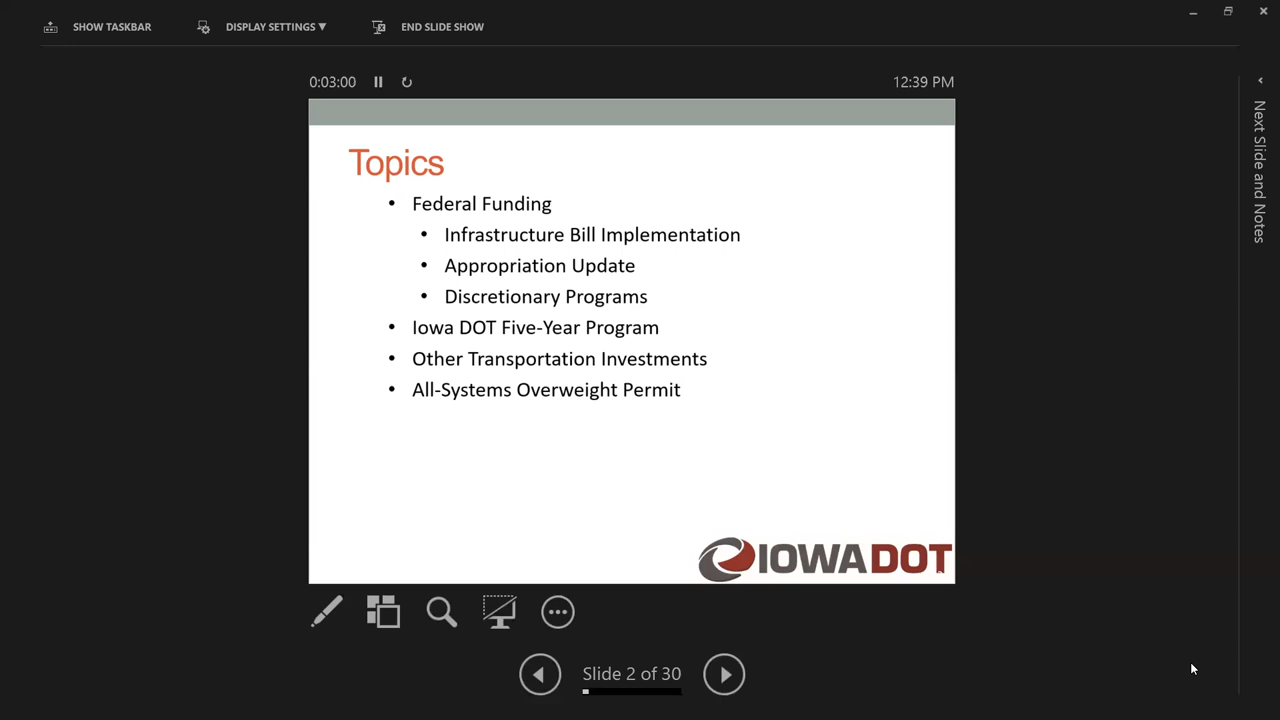 SHOW TASKBAR
DISPLAY SETTINGS ▼
END SLIDE SHOW
0:03:00
12:39 PM
Topics
• Federal Funding
• Infrastructure Bill Implementation
• Appropriation Update
• Discretionary Programs
• Iowa DOT Five-Year Program
• Other Transportation Investments
• All-Systems Overweight Permit
IOWADOT
Slide 2 of 30
Next Slide and Notes